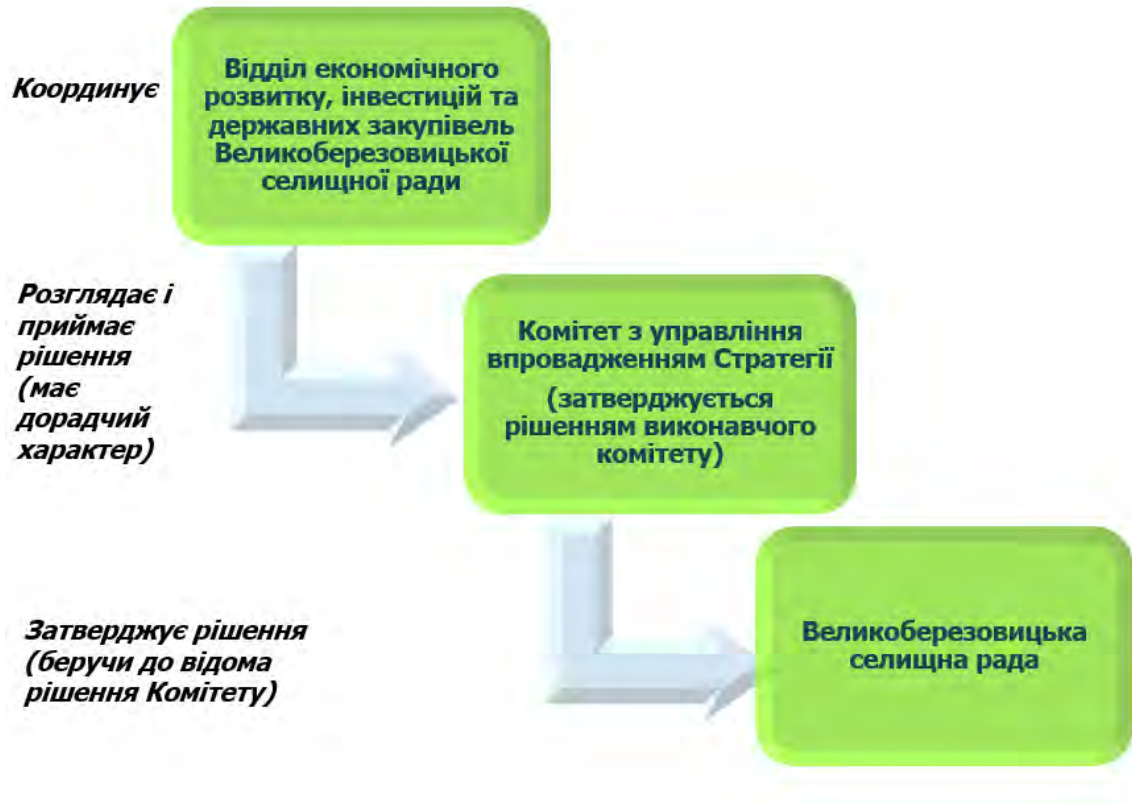 Координує
Відділ економічного
розвитку, інвестицій та
державних закупівель
Великоберезовицької
селищної ради
Розглядає і
приймає
рішення
(має
дорадчий
характер)
Комітет з управління
впровадженням Стратегії
(затверджується
рішенням виконавчого
комітету)
Затверджує рішення
(беручи до відома
рішення Комітету)
Великоберезовицька
селищна рада